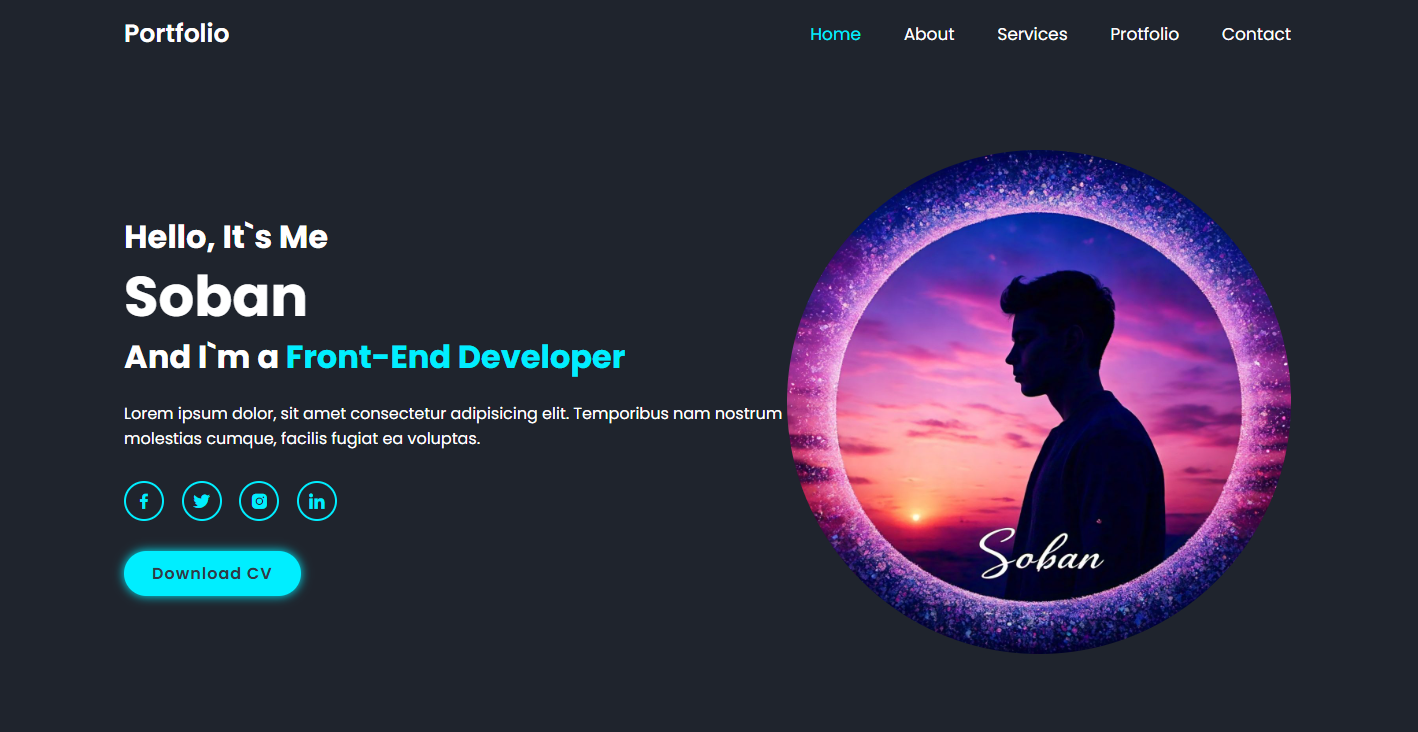 Portfolio
Home About Services Protfolio Contact
Hello, It`s Me
Soban
And I`m a Front-End Developer
Lorem ipsum dolor, sit amet consectetur adipisicing elit. Temporibus nam nostrum
molestias cumque, facilis fugiat ea voluptas.
Download CV
Soban